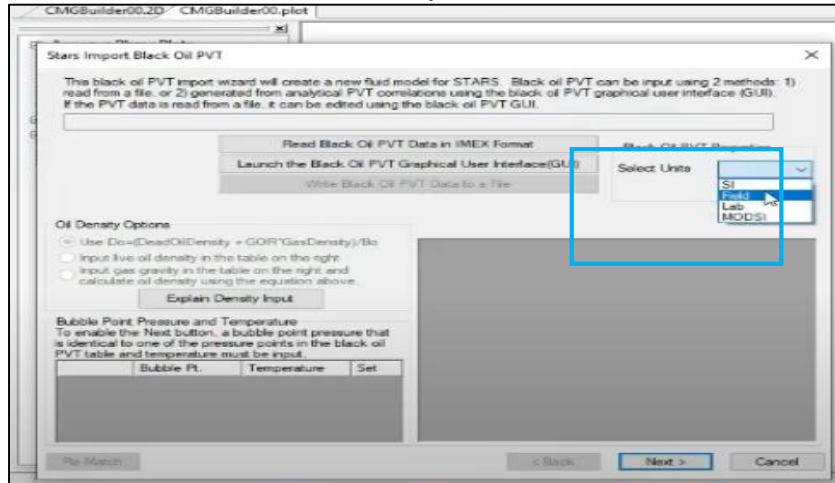 CMGBuilder00.2D CMGBuilder00.plot
Stars Import Black Oil PVT
This black oil PVT import wizard will create a new fluid model for STARS. Black oil PVT can be input using 2 methods: 1)
read from a file, or 2) generated from analytical PVT correlations using the black oil PVT graphical user interface (GUI).
If the PVT data is read from a file, it can be edited using the black oil PVT GUI.
Read Black Oil PVT Data in IMEX Format
Launch the Black Oil PVT Graphical User Interface(GUI)
Write Black Oil PVT Data to a File
Black Oil PVT
Select Units
SI
Field
Lab
MODSI
Oil Density Options
Use Do=(DeadOilDensity + GOR*GasDensity)/Bo
Input live oil density in the table on the right
Input gas gravity in the table on the right and
calculate oil density using the equation above.
Explain Density Input
Bubble Point Pressure and Temperature
To enable the Next button, a bubble point pressure that
is identical to one of the pressure points in the black oil
PVT table and temperature must be input.
Bubble Pt. Temperature Set
Re-Match
< Back Next > Cancel